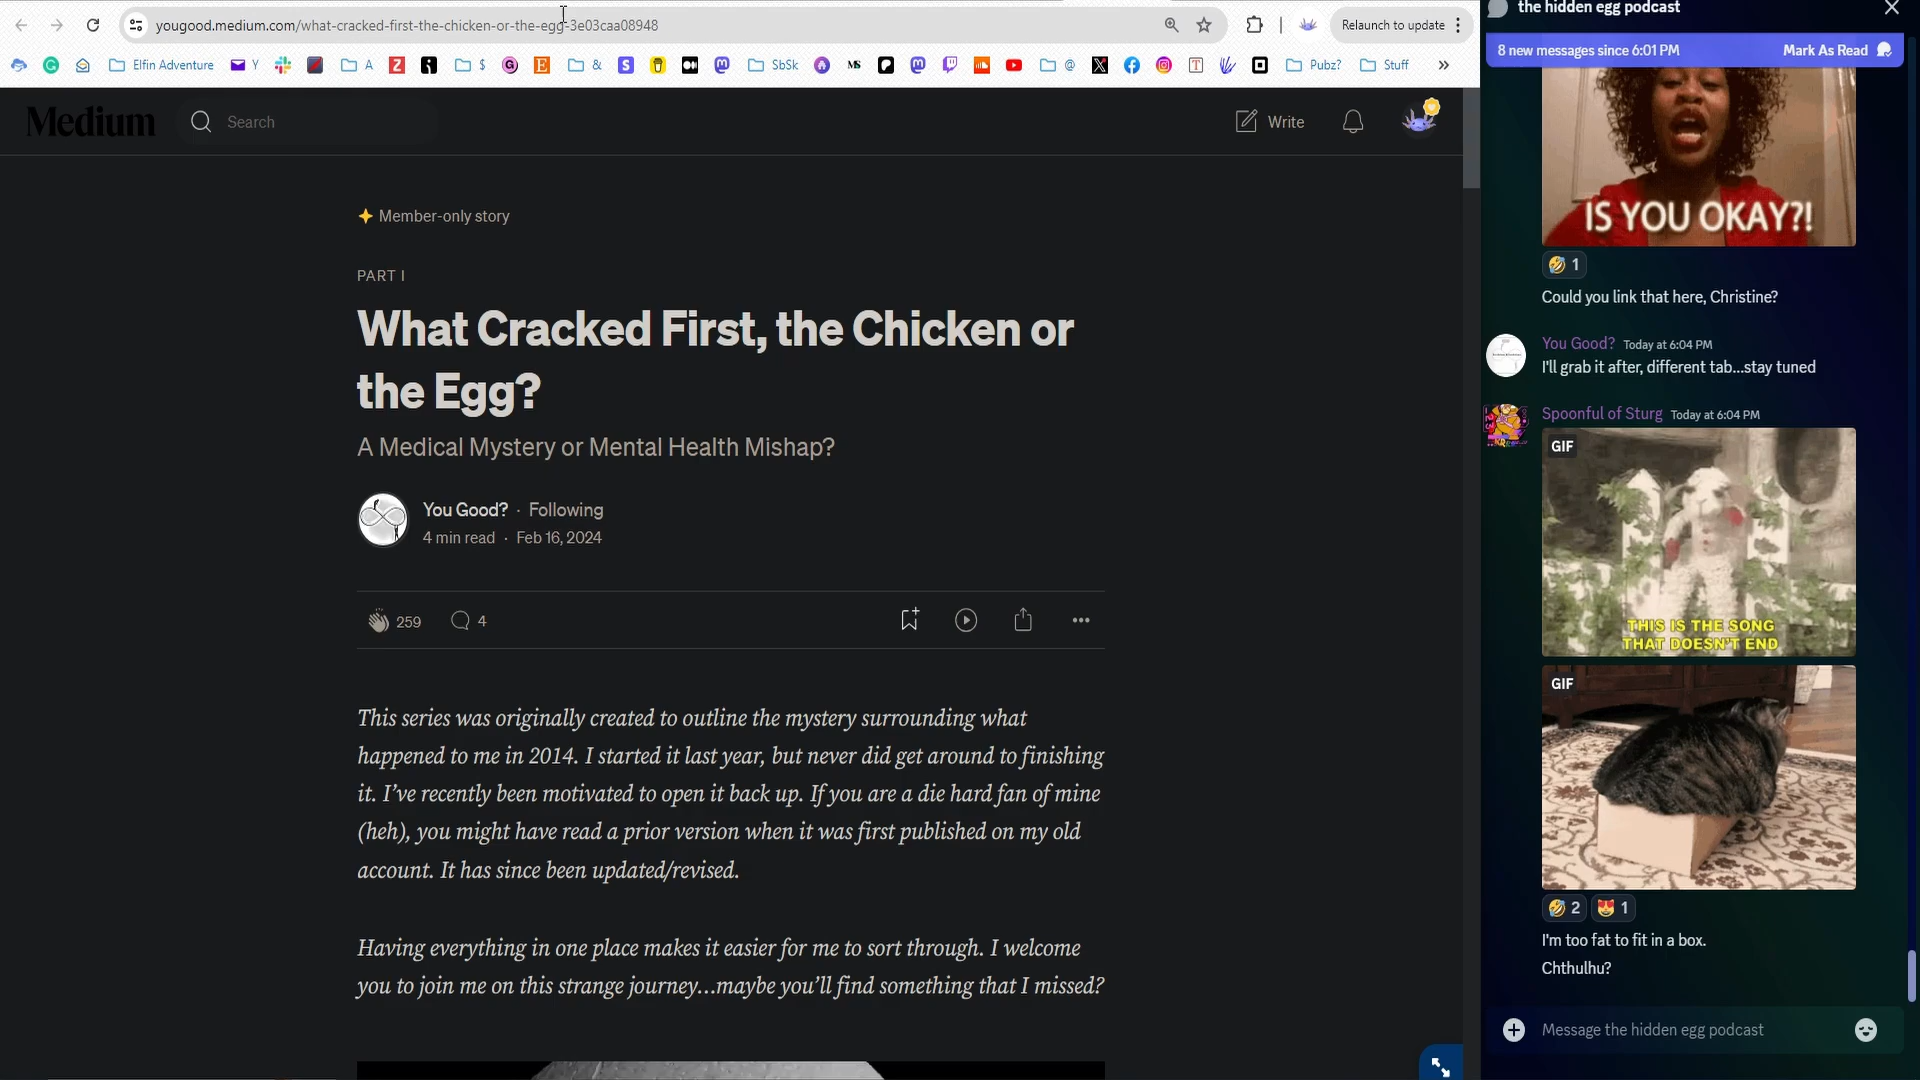 yougood.medium.com/what-cracked-first-the-chicken-or-the-egg-3e03caa08948
Relaunch to update
Elfin Adventure
Y
A
$
&
SbSk
@
Pubz?
Stuff
Medium
Search
Write
Member-only story
PART I
What Cracked First, the Chicken or
the Egg?
A Medical Mystery or Mental Health Mishap?
You Good? · Following
4 min read · Feb 16, 2024
259
4
This series was originally created to outline the mystery surrounding what
happened to me in 2014. I started it last year, but never did get around to finishing
it. I’ve recently been motivated to open it back up. If you are a die hard fan of mine
(heh), you might have read a prior version when it was first published on my old
account. It has since been updated/revised.
Having everything in one place makes it easier for me to sort through. I welcome
you to join me on this strange journey…maybe you’ll find something that I missed?
the hidden egg podcast
8 new messages since 6:01 PM
Mark As Read
IS YOU OKAY?!
1
Could you link that here, Christine?
You Good? Today at 6:04 PM
I'll grab it after, different tab...stay tuned
Spoonful of Sturg Today at 6:04 PM
GIF
THIS IS THE SONG
THAT DOESN'T END
GIF
2
1
I'm too fat to fit in a box.
Chthulhu?
Message the hidden egg podcast